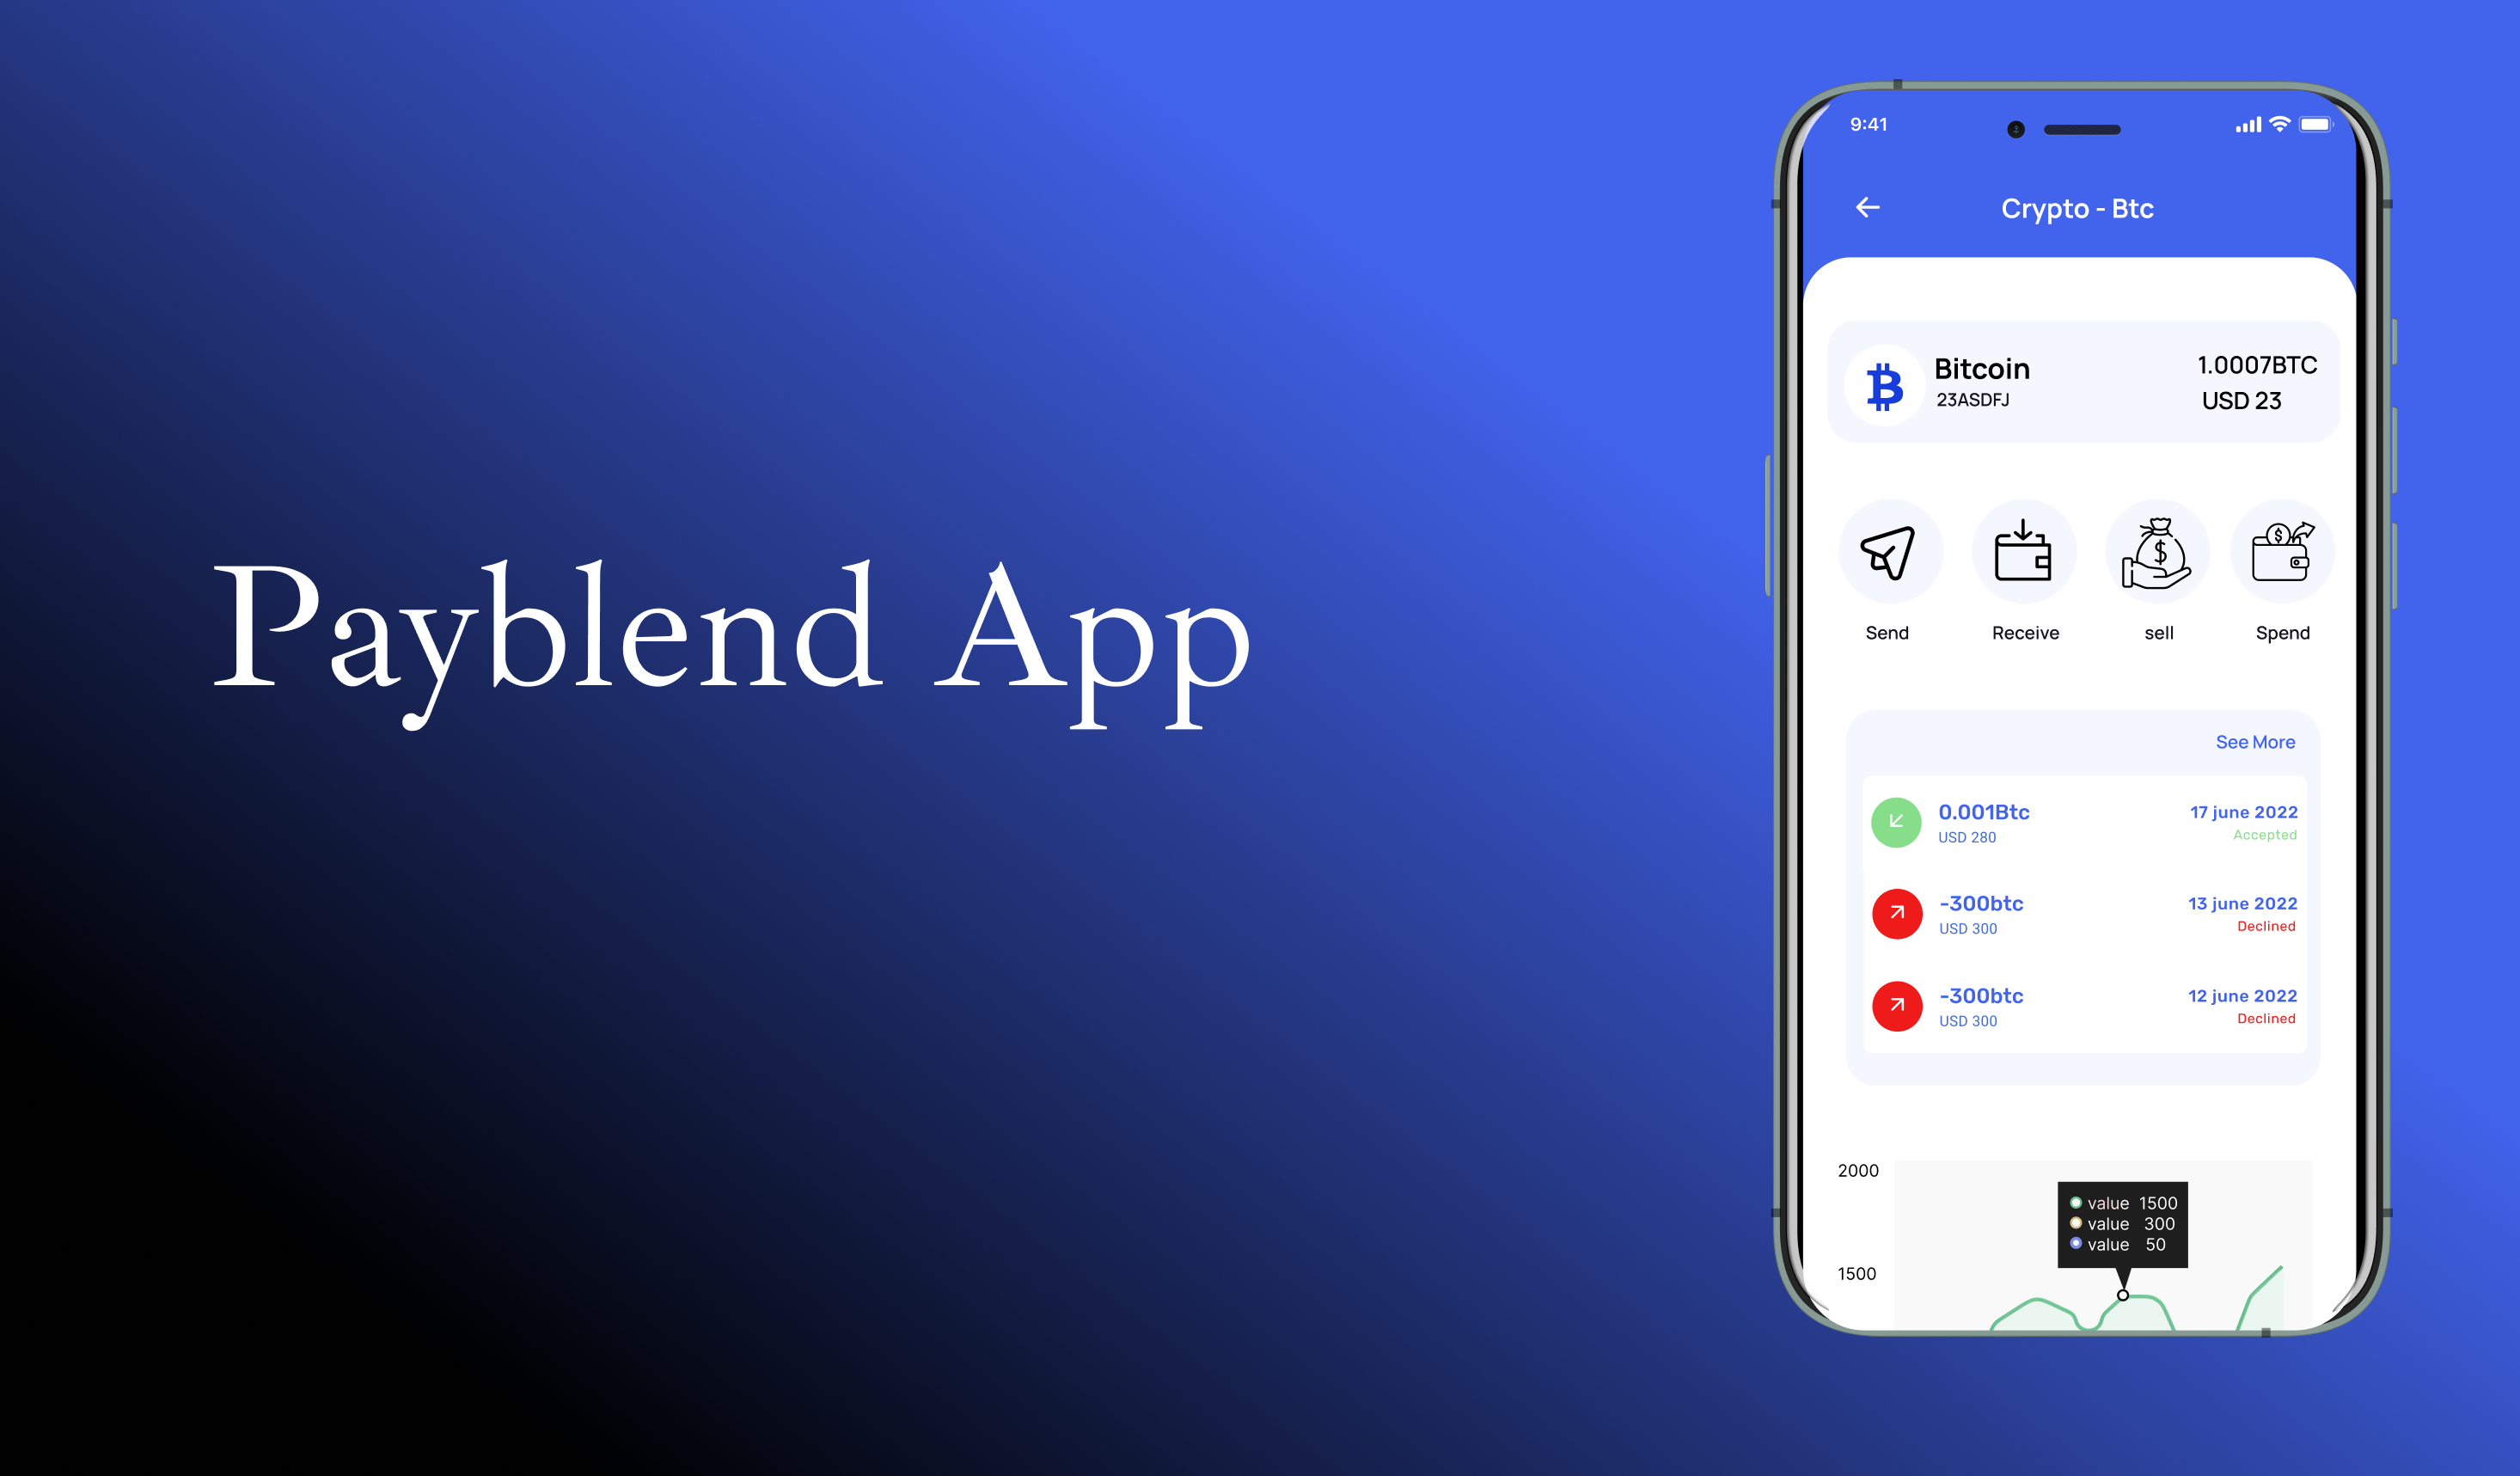 Payblend App
9:41
Crypto - Btc
Bitcoin
23ASDFJ
1.0007BTC
USD 23
Send
Receive
sell
Spend
See More
0.001Btc
USD 280
17 june 2022
Accepted
-300btc
USD 300
13 june 2022
Declined
-300btc
USD 300
12 june 2022
Declined
2000
value 1500
value 300
value 50
1500